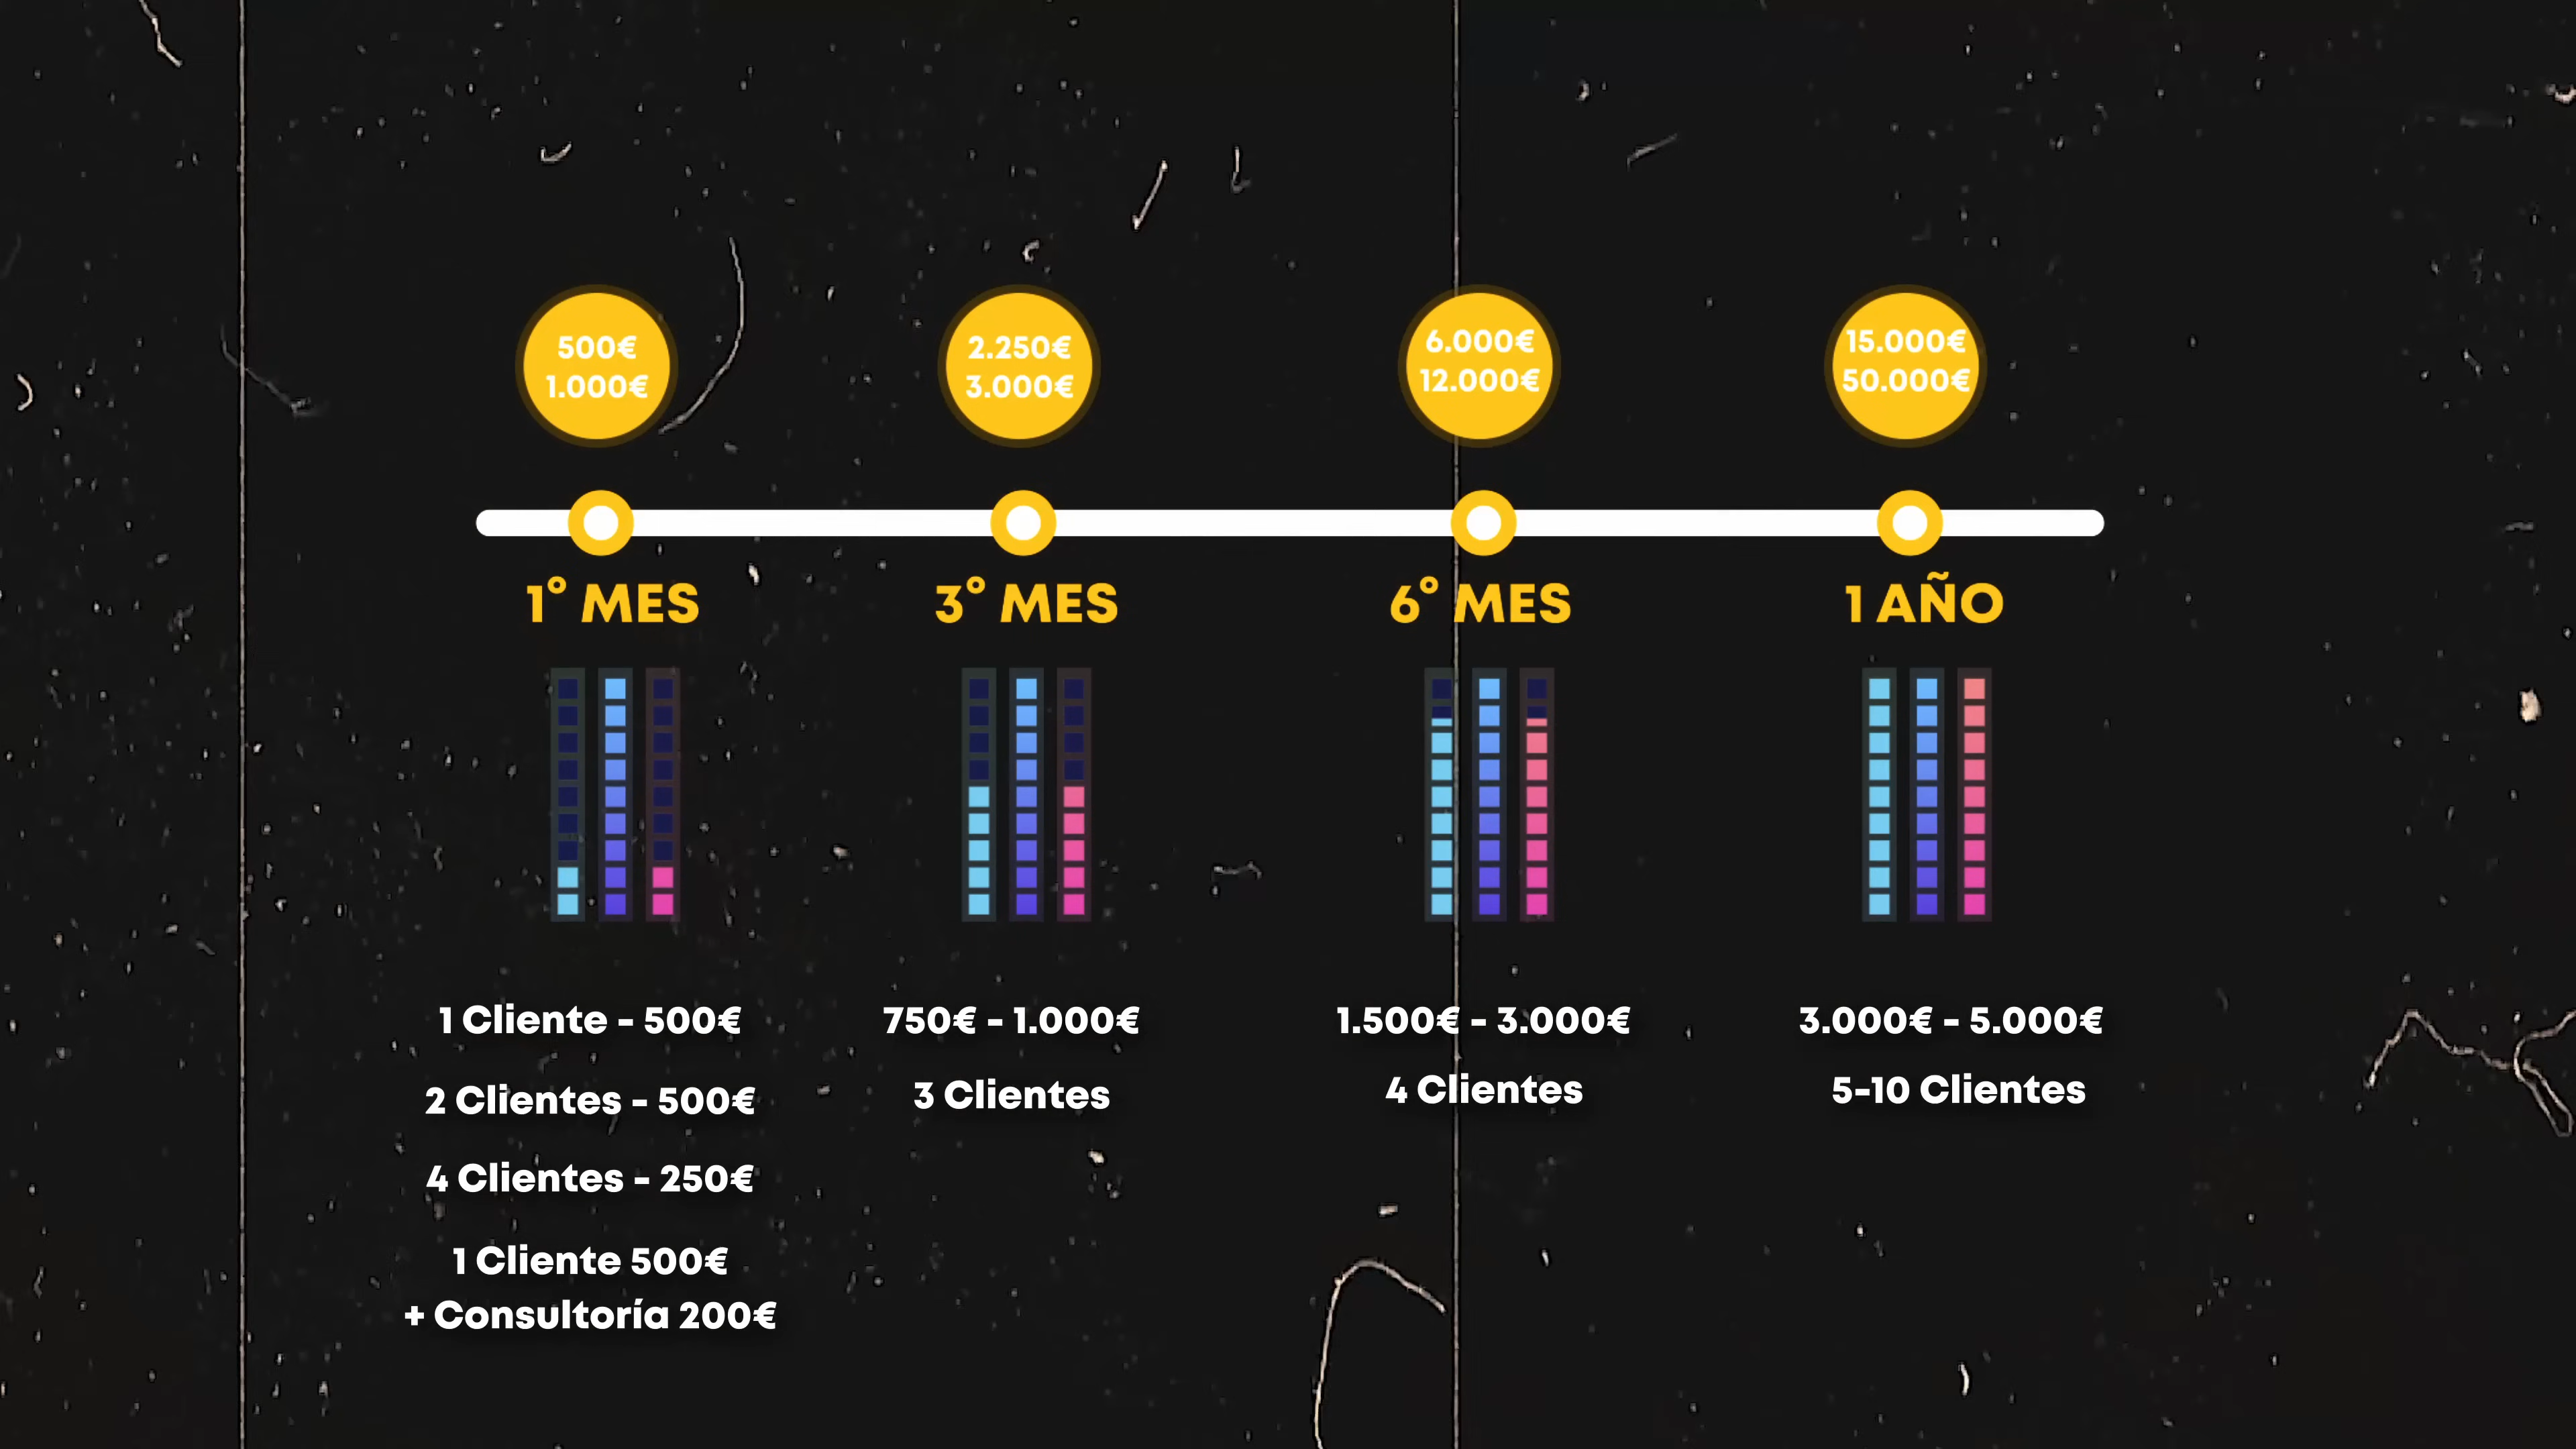 500€
1.000€
2.250€
3.000€
6.000€
12.000€
15.000€
50.000€
1° MES
3° MES
6° MES
1 AÑO
1 Cliente - 500€
2 Clientes - 500€
4 Clientes - 250€
1 Cliente 500€
+ Consultoría 200€
750€ - 1.000€
3 Clientes
1.500€ - 3.000€
4 Clientes
3.000€ - 5.000€
5-10 Clientes